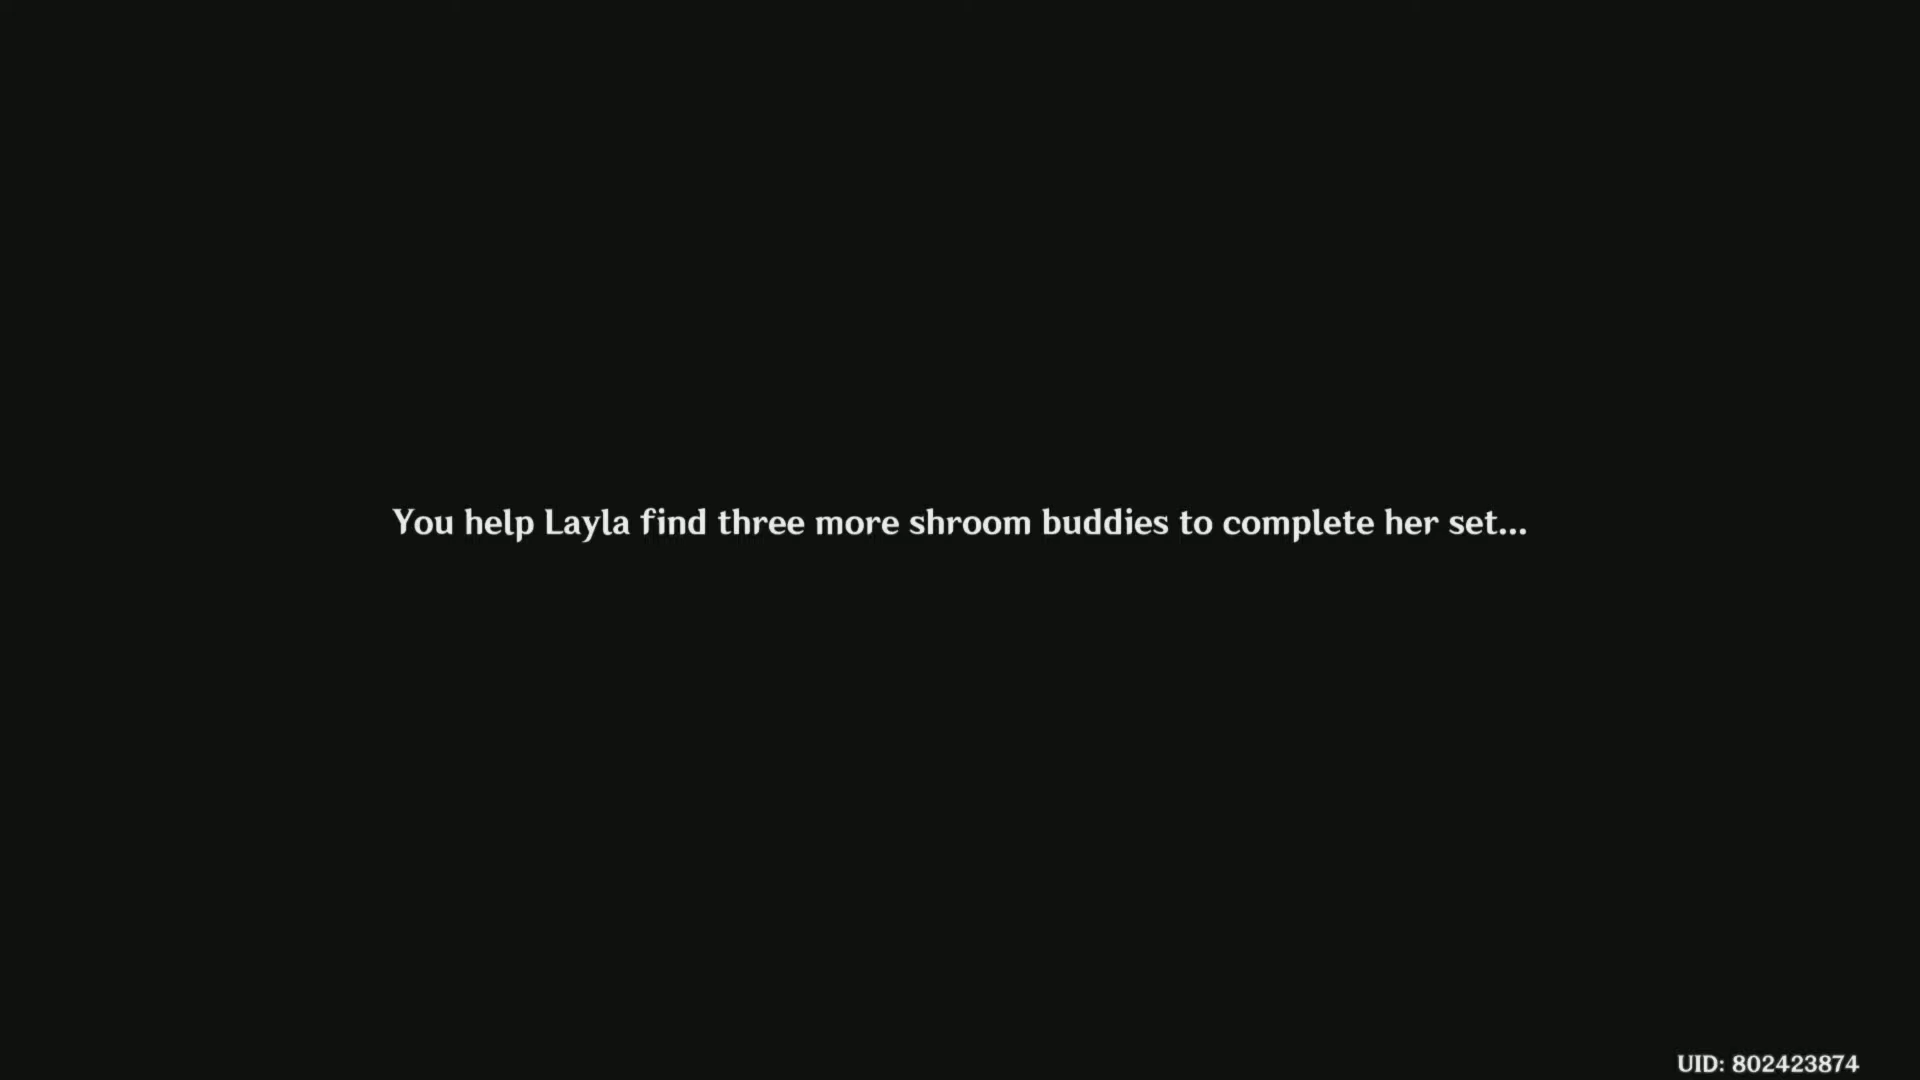 You help Layla find three more shroom buddies to complete her set...
UID: 802423874